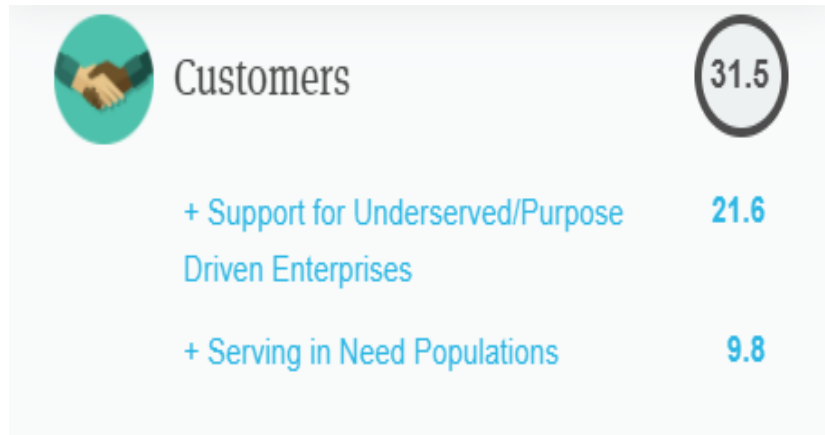 Customers 31.5
+ Support for Underserved/Purpose 21.6
Driven Enterprises
+ Serving in Need Populations 9.8